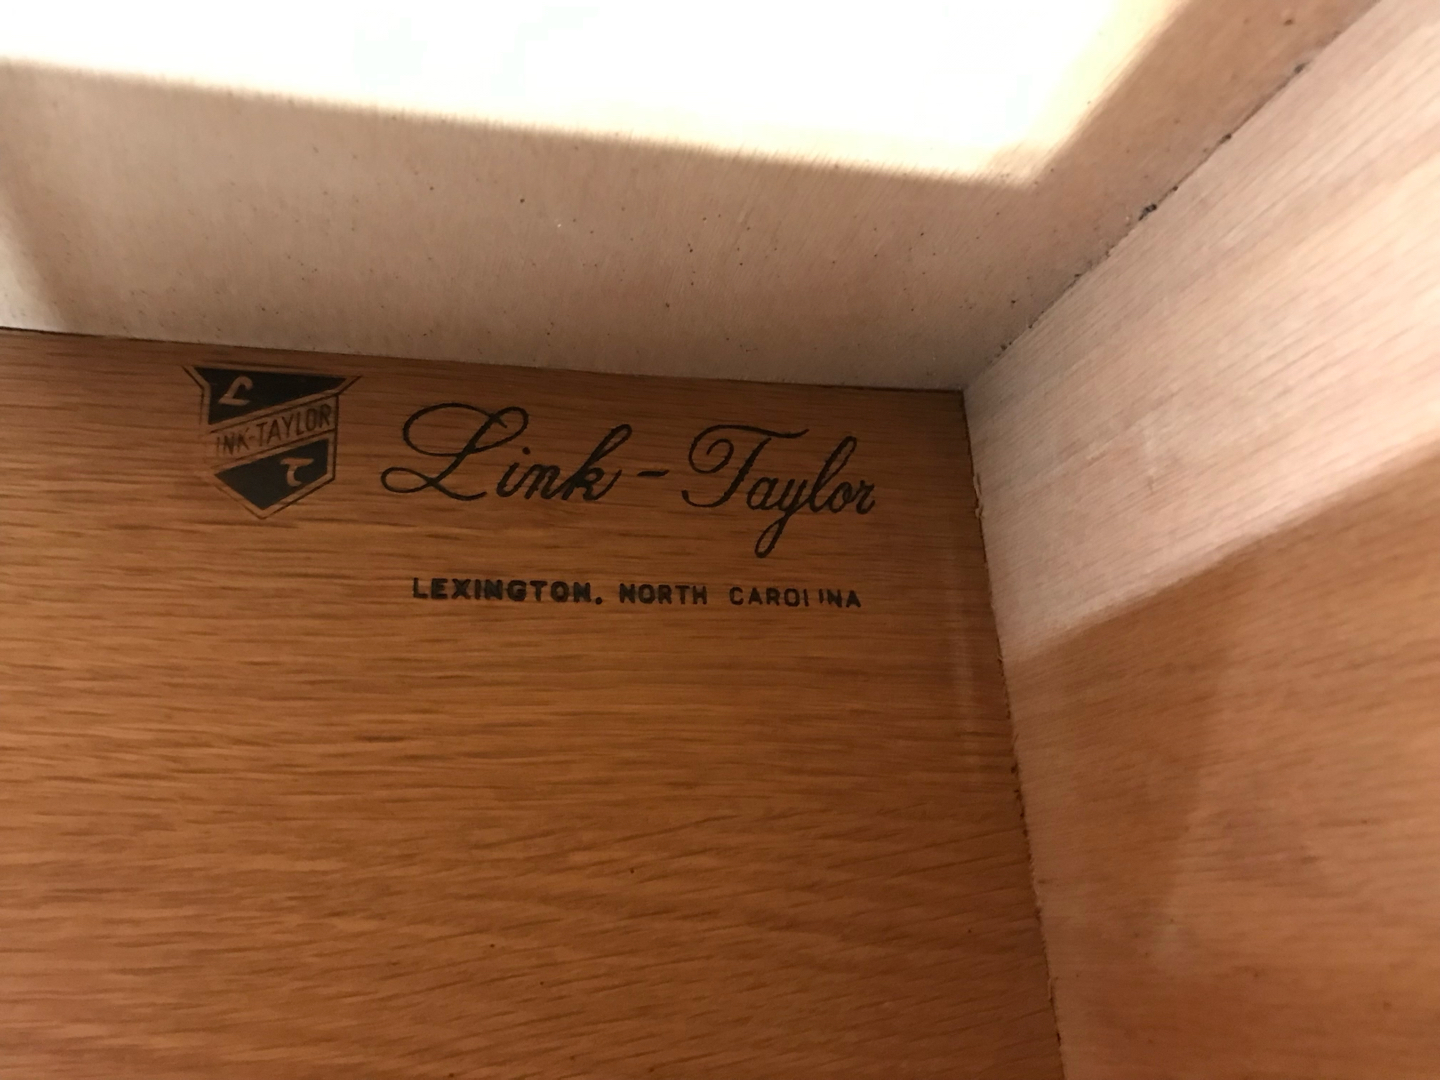 L
INK-TAYLOR
T
Link-Taylor
LEXINGTON, NORTH CAROLINA